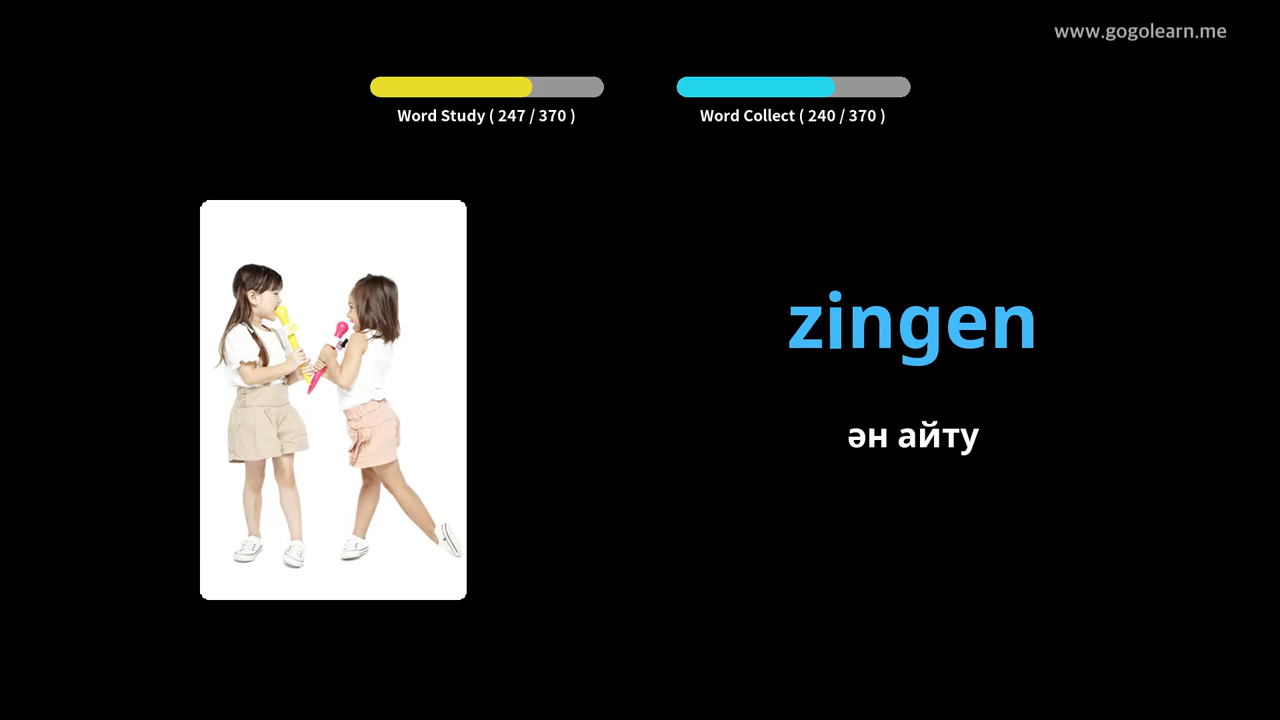 www.gogolearn.me
Word Study ( 247 / 370 )
Word Collect ( 240 / 370 )
zingen
ән айту